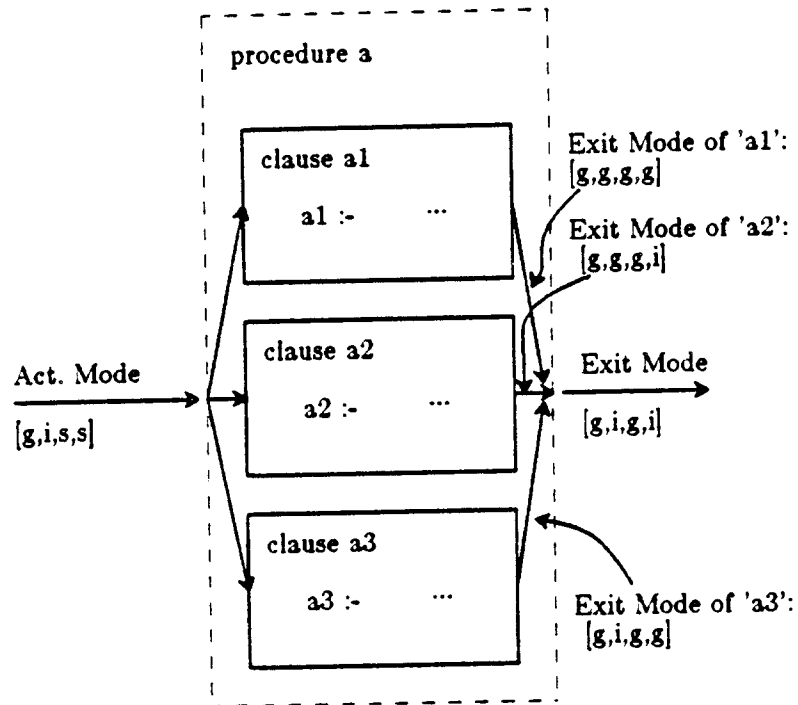 procedure a
clause a1
a1 :- ...
Exit Mode of 'a1':
[g,g,g,g]
Exit Mode of 'a2':
[g,g,g,i]
clause a2
a2 :- ...
Act. Mode
[g,i,s,s]
Exit Mode
[g,i,g,i]
clause a3
a3 :- ...
Exit Mode of 'a3':
[g,i,g,g]